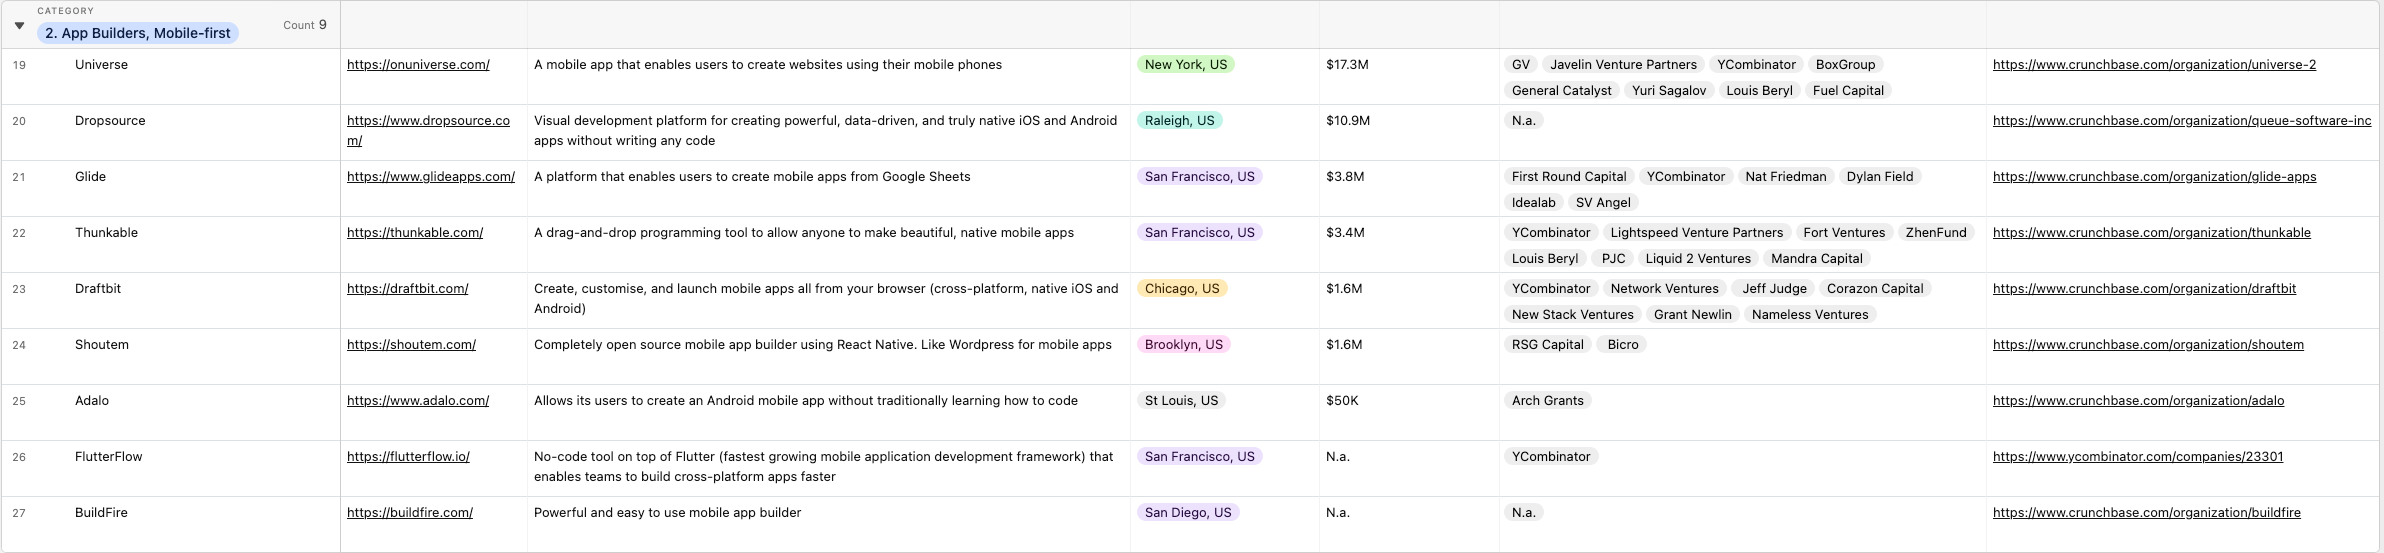 CATEGORY
2. App Builders, Mobile-first
Count 9
19 Universe https://onuniverse.com/ A mobile app that enables users to create websites using their mobile phones New York, US $17.3M GV Javelin Venture Partners YCombinator BoxGroup https://www.crunchbase.com/organization/universe-2
General Catalyst Yuri Sagalov Louis Beryl Fuel Capital
20 Dropsource https://www.dropsource.co Visual development platform for creating powerful, data-driven, and truly native iOS and Android Raleigh, US $10.9M N.a. https://www.crunchbase.com/organization/queue-software-inc
m/ apps without writing any code
21 Glide https://www.glideapps.com/ A platform that enables users to create mobile apps from Google Sheets San Francisco, US $3.8M First Round Capital YCombinator Nat Friedman Dylan Field https://www.crunchbase.com/organization/glide-apps
Idealab SV Angel
22 Thunkable https://thunkable.com/ A drag-and-drop programming tool to allow anyone to make beautiful, native mobile apps San Francisco, US $3.4M YCombinator Lightspeed Venture Partners Fort Ventures ZhenFund https://www.crunchbase.com/organization/thunkable
Louis Beryl PJC Liquid 2 Ventures Mandra Capital
23 Draftbit https://draftbit.com/ Create, customise, and launch mobile apps all from your browser (cross-platform, native iOS and Chicago, US $1.6M YCombinator Network Ventures Jeff Judge Corazon Capital https://www.crunchbase.com/organization/draftbit
Android) New Stack Ventures Grant Newlin Nameless Ventures
24 Shoutem https://shoutem.com/ Completely open source mobile app builder using React Native. Like Wordpress for mobile apps Brooklyn, US $1.6M RSG Capital Bicro https://www.crunchbase.com/organization/shoutem
25 Adalo https://www.adalo.com/ Allows its users to create an Android mobile app without traditionally learning how to code St Louis, US $50K Arch Grants https://www.crunchbase.com/organization/adalo
26 FlutterFlow https://flutterflow.io/ No-code tool on top of Flutter (fastest growing mobile application development framework) that San Francisco, US N.a. YCombinator https://www.ycombinator.com/companies/23301
enables teams to build cross-platform apps faster
27 BuildFire https://buildfire.com/ Powerful and easy to use mobile app builder San Diego, US N.a. N.a. https://www.crunchbase.com/organization/buildfire